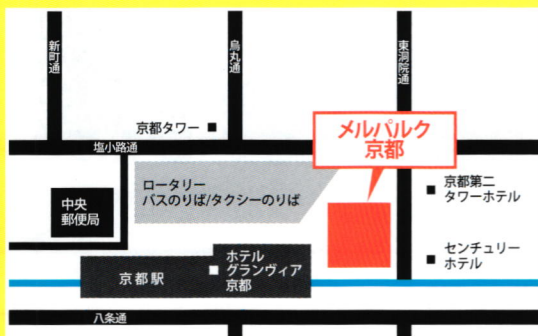 新町通
烏丸通
東洞院通
京都タワー
メルパルク
京都
塩小路通
ロータリー
バスのりば/タクシーのりば
中央
郵便局
京都第二
タワーホテル
ホテル
グランヴィア
京都
京都駅
センチュリー
ホテル
八条通